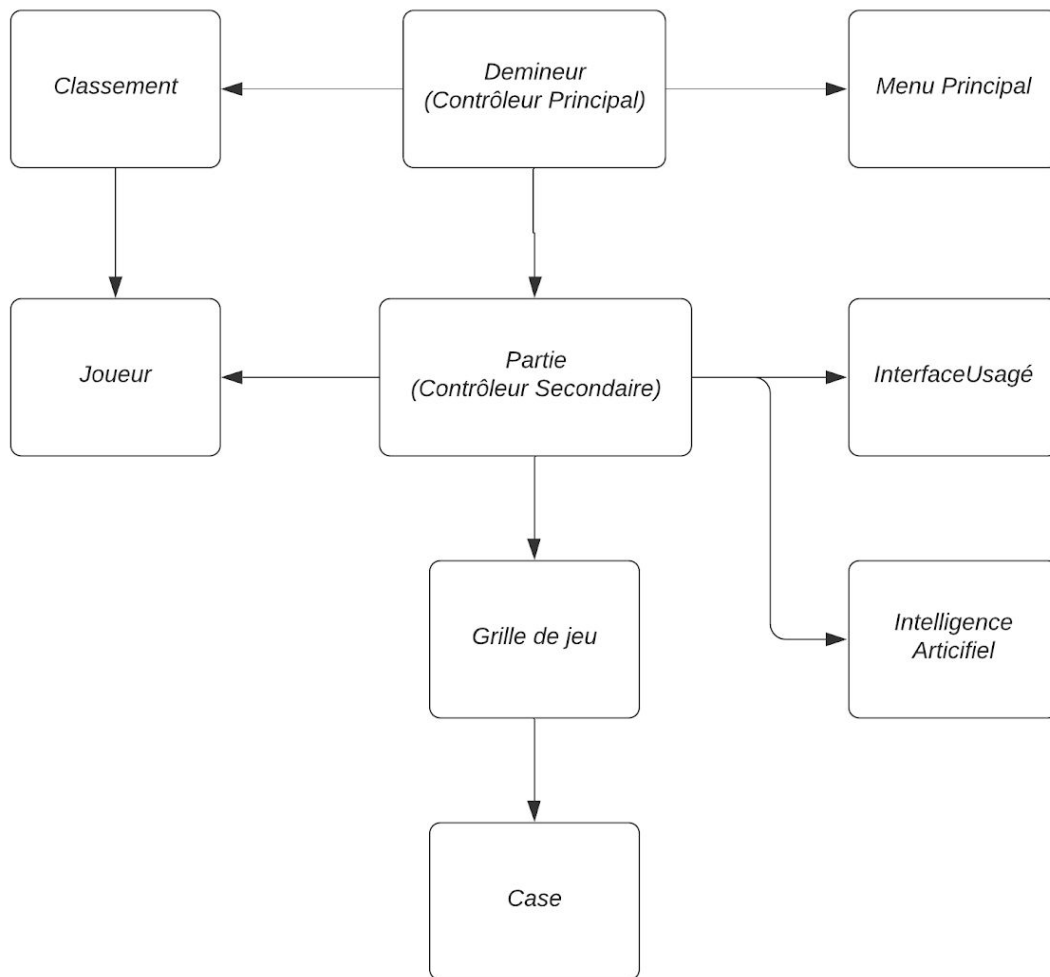 Classement
Demineur
(Contrôleur Principal)
Menu Principal
Joueur
Partie
(Contrôleur Secondaire)
InterfaceUsagé
Grille de jeu
Intelligence
Articifiel
Case